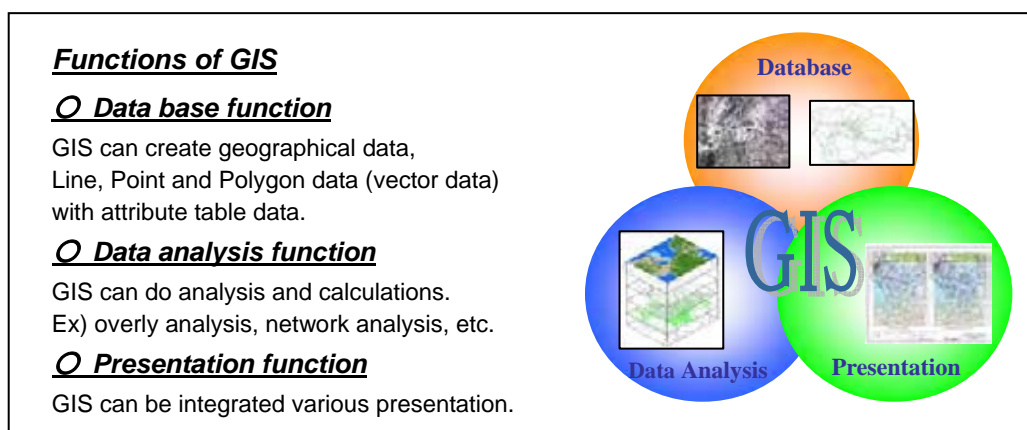 Functions of GIS
○ Data base function
GIS can create geographical data,
Line, Point and Polygon data (vector data)
with attribute table data.
○ Data analysis function
GIS can do analysis and calculations.
Ex) overly analysis, network analysis, etc.
○ Presentation function
GIS can be integrated various presentation.
Database
GIS
Data Analysis
Presentation